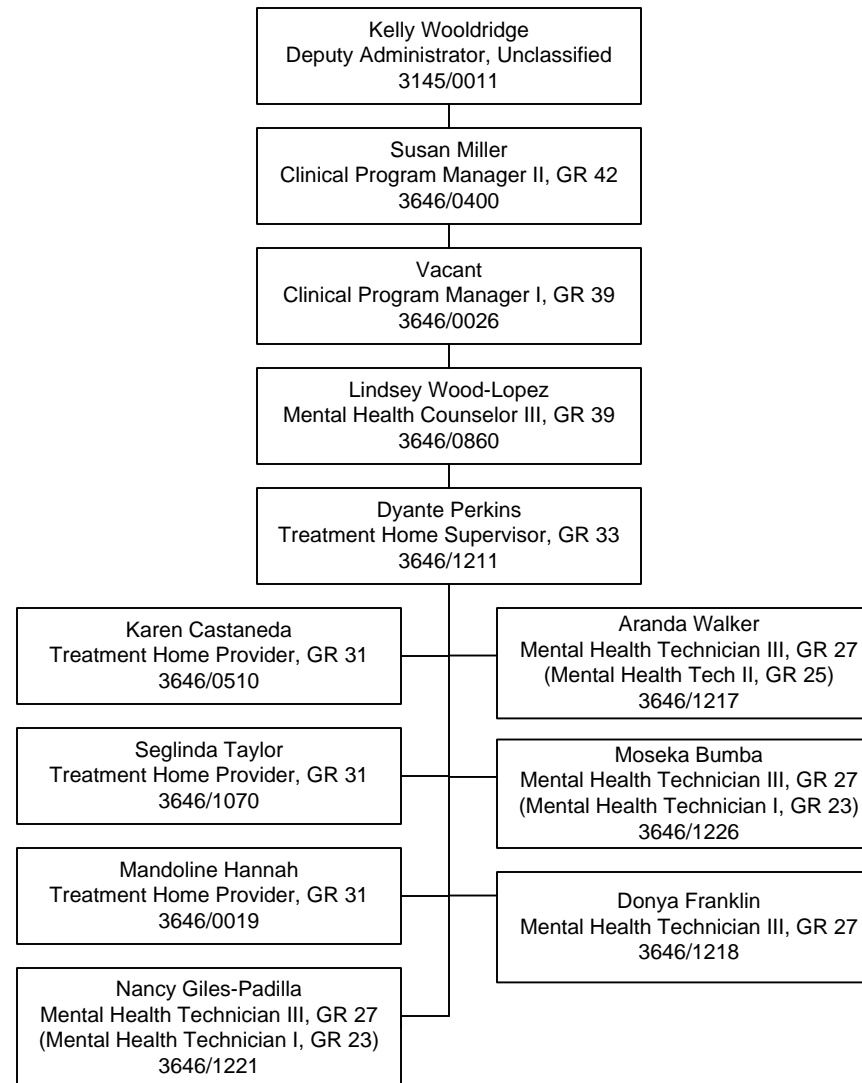 Kelly Wooldridge
Deputy Administrator, Unclassified
3145/0011
Susan Miller
Clinical Program Manager II, GR 42
3646/0400
Vacant
Clinical Program Manager I, GR 39
3646/0026
Lindsey Wood-Lopez
Mental Health Counselor III, GR 39
3646/0860
Dyante Perkins
Treatment Home Supervisor, GR 33
3646/1211
Karen Castaneda
Treatment Home Provider, GR 31
3646/0510
Aranda Walker
Mental Health Technician III, GR 27
(Mental Health Tech II, GR 25)
3646/1217
Seglinda Taylor
Treatment Home Provider, GR 31
3646/1070
Moseka Bumba
Mental Health Technician III, GR 27
(Mental Health Technician I, GR 23)
3646/1226
Mandoline Hannah
Treatment Home Provider, GR 31
3646/0019
Donya Franklin
Mental Health Technician III, GR 27
3646/1218
Nancy Giles-Padilla
Mental Health Technician III, GR 27
(Mental Health Technician I, GR 23)
3646/1221